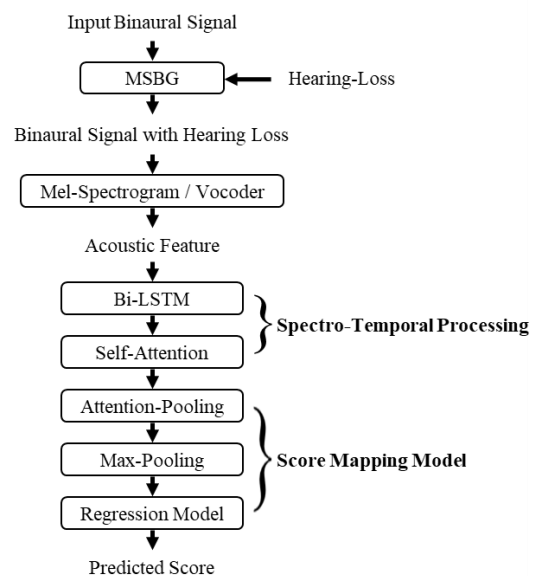 Input Binaural Signal
MSBG
Hearing-Loss
Binaural Signal with Hearing Loss
Mel-Spectrogram / Vocoder
Acoustic Feature
Bi-LSTM
Spectro-Temporal Processing
Self-Attention
Attention-Pooling
Max-Pooling
Score Mapping Model
Regression Model
Predicted Score